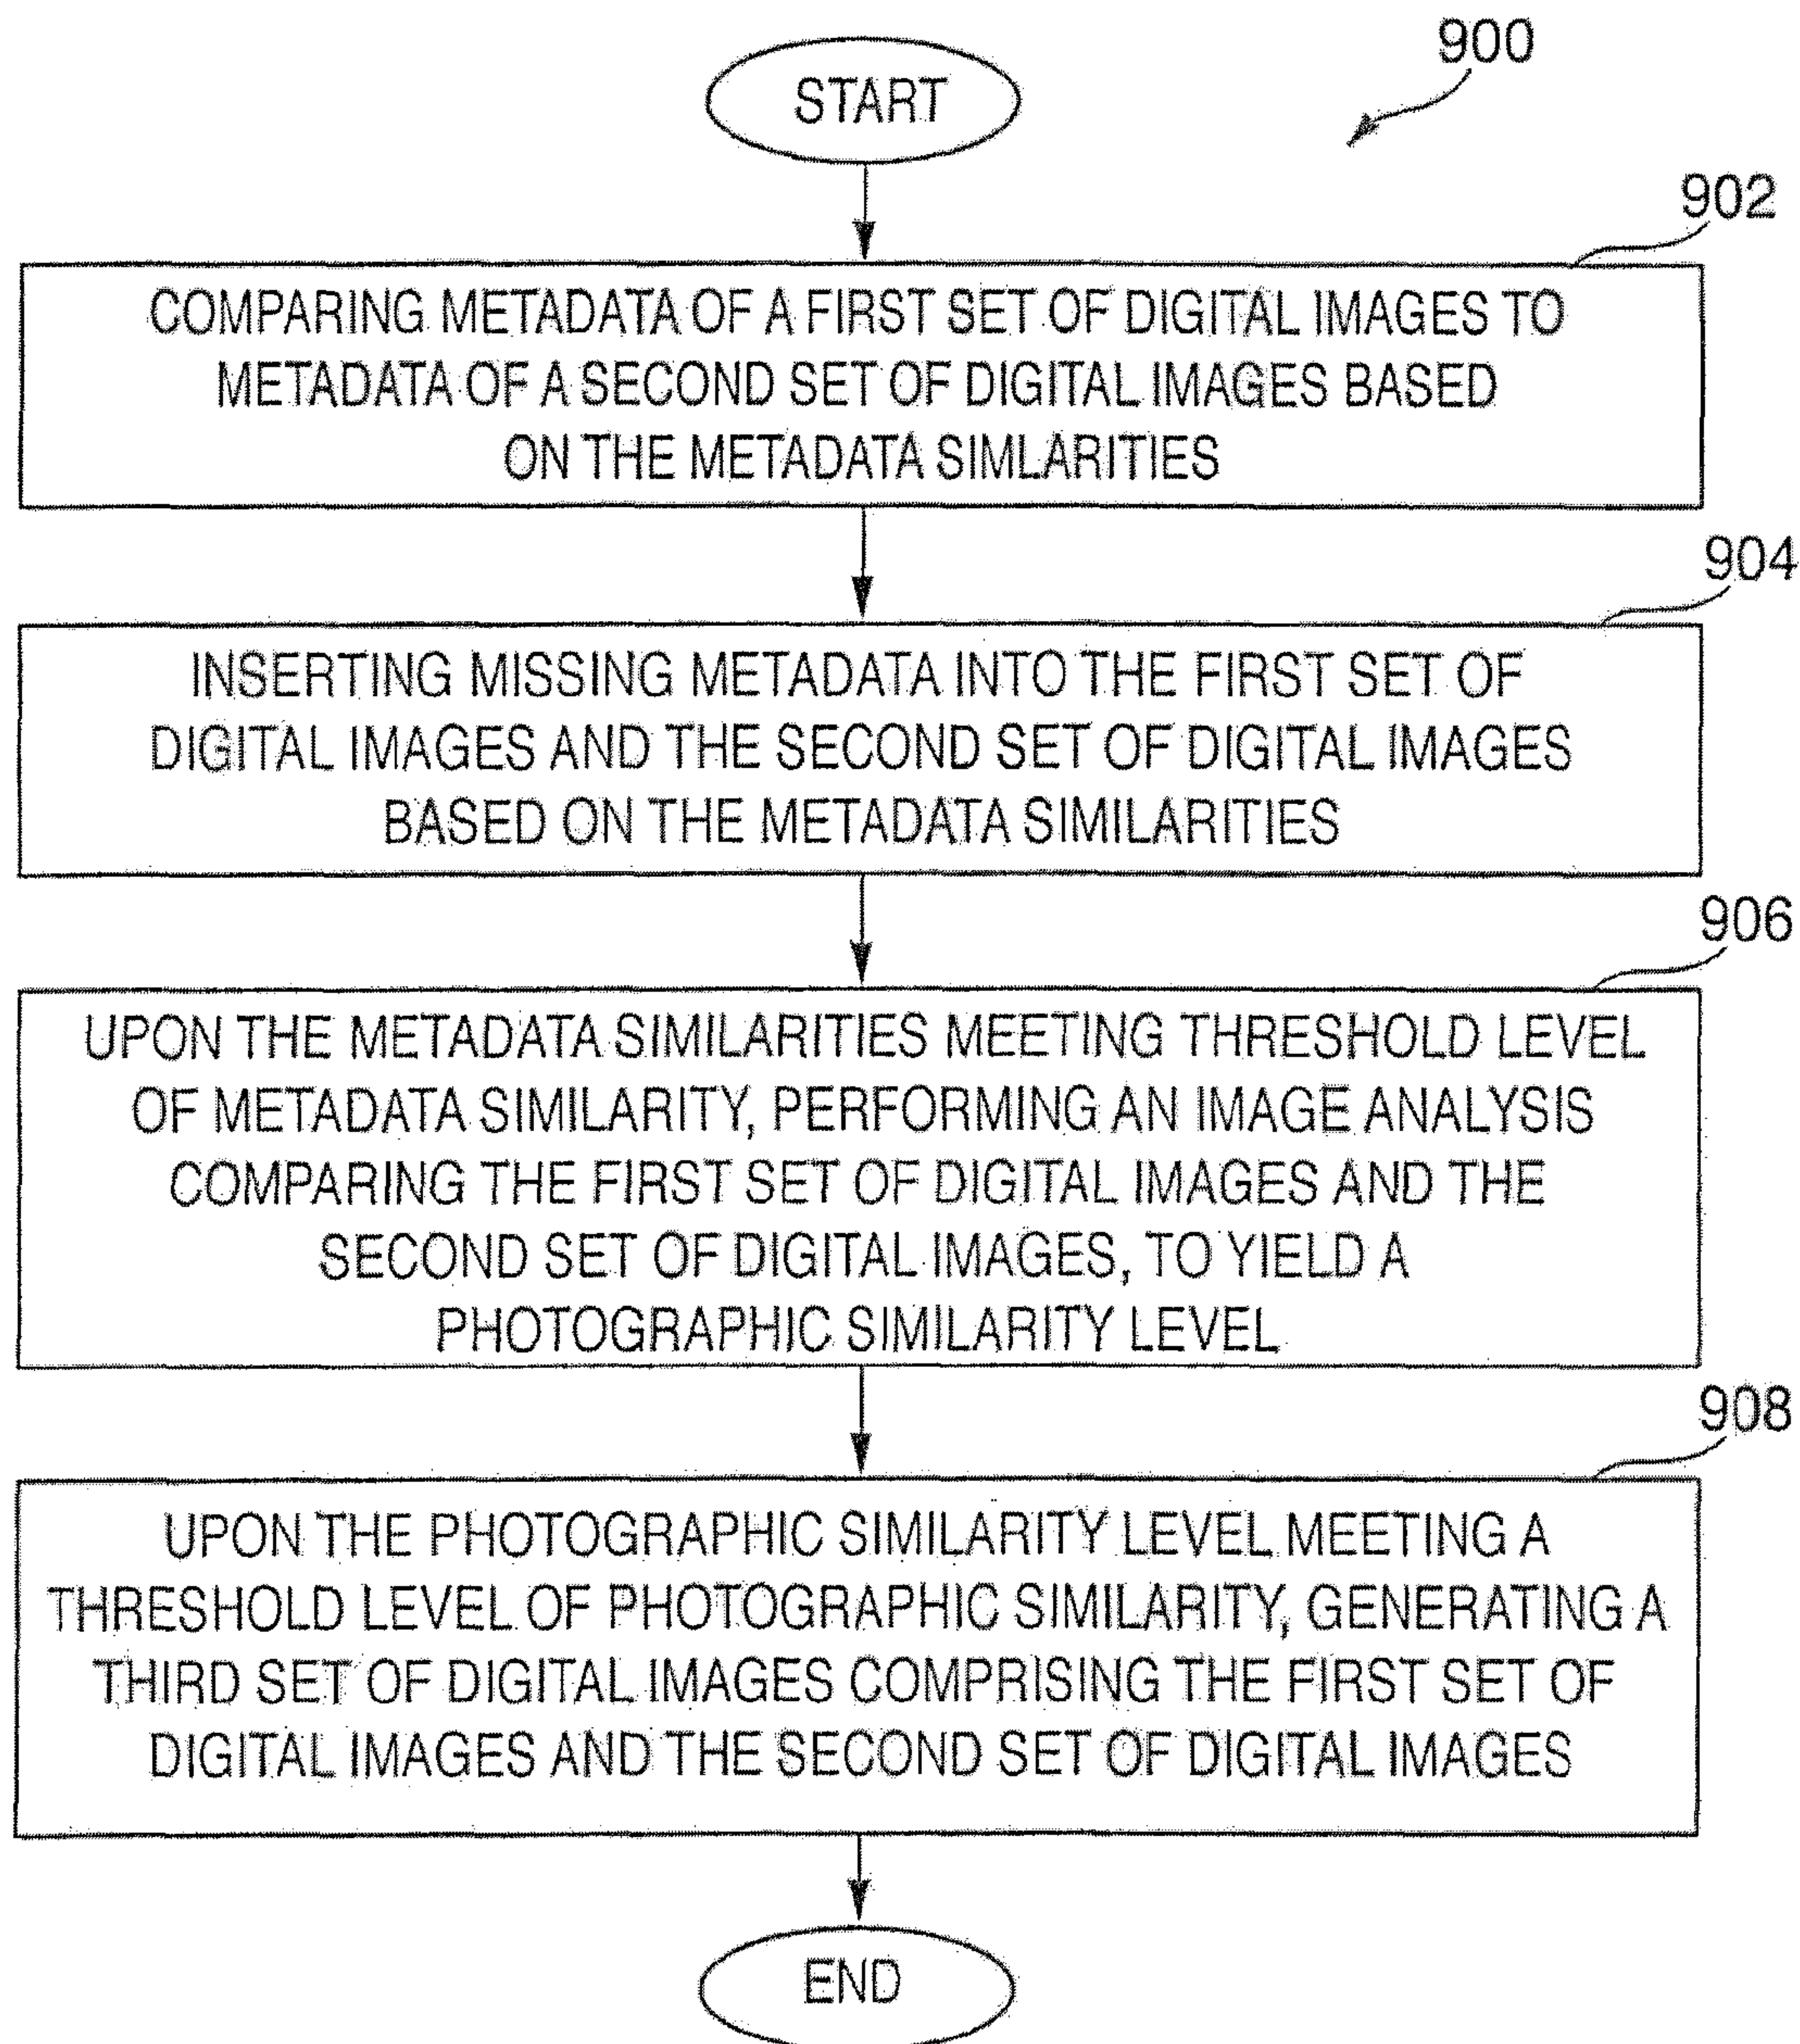 900
START
902
COMPARING METADATA OF A FIRST SET OF DIGITAL IMAGES TO
METADATA OF A SECOND SET OF DIGITAL IMAGES BASED
ON THE METADATA SIMLARITIES
904
INSERTING MISSING METADATA INTO THE FIRST SET OF
DIGITAL IMAGES AND THE SECOND SET OF DIGITAL IMAGES
BASED ON THE METADATA SIMILARITIES
906
UPON THE METADATA SIMILARITIES MEETING THRESHOLD LEVEL
OF METADATA SIMILARITY, PERFORMING AN IMAGE ANALYSIS
COMPARING THE FIRST SET OF DIGITAL IMAGES AND THE
SECOND SET OF DIGITAL IMAGES, TO YIELD A
PHOTOGRAPHIC SIMILARITY LEVEL
908
UPON THE PHOTOGRAPHIC SIMILARITY LEVEL MEETING A
THRESHOLD LEVEL OF PHOTOGRAPHIC SIMILARITY, GENERATING A
THIRD SET OF DIGITAL IMAGES COMPRISING THE FIRST SET OF
DIGITAL IMAGES AND THE SECOND SET OF DIGITAL IMAGES
END